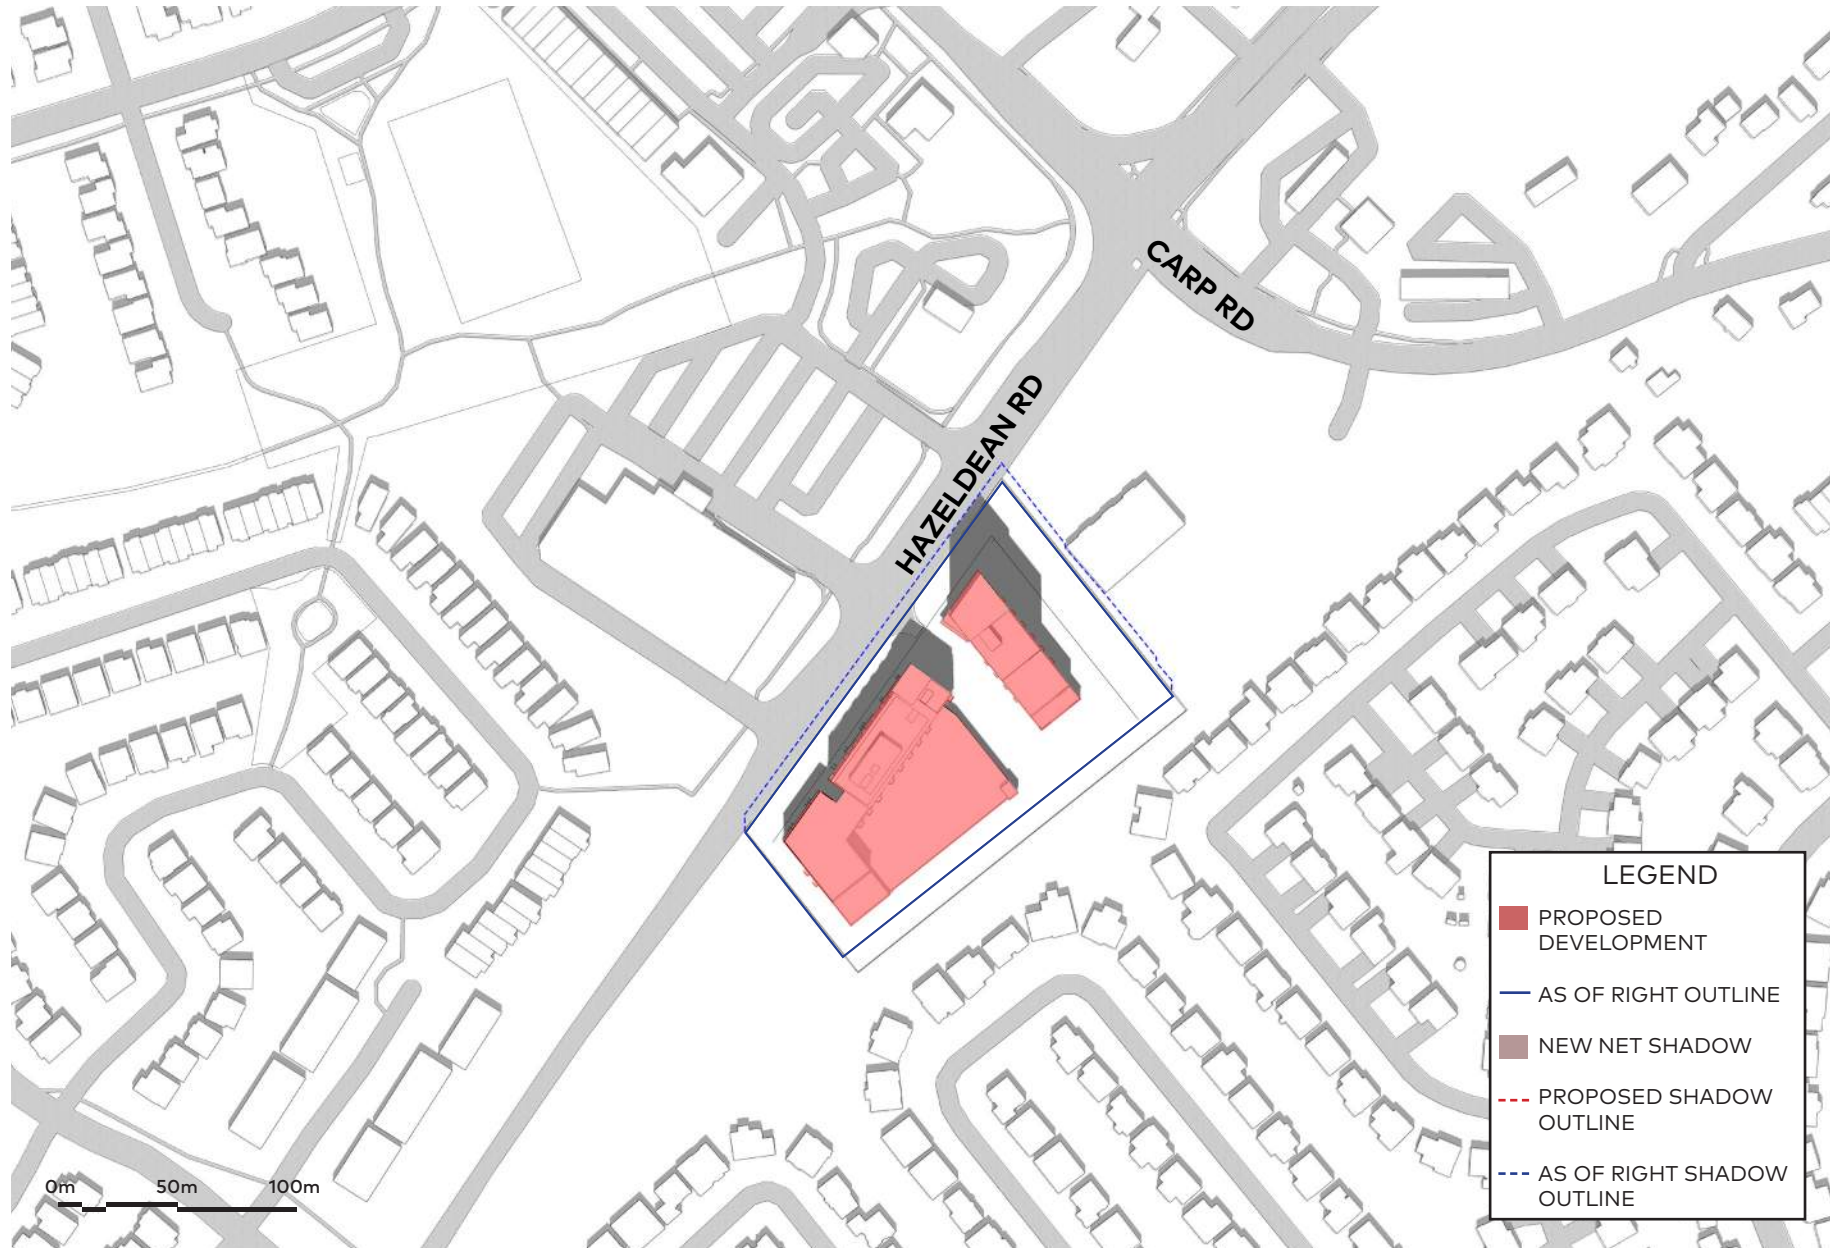 CARP RD
HAZELDEAN RD
LEGEND
PROPOSED
DEVELOPMENT
AS OF RIGHT OUTLINE
NEW NET SHADOW
PROPOSED SHADOW
OUTLINE
AS OF RIGHT SHADOW
OUTLINE
0m 50m 100m